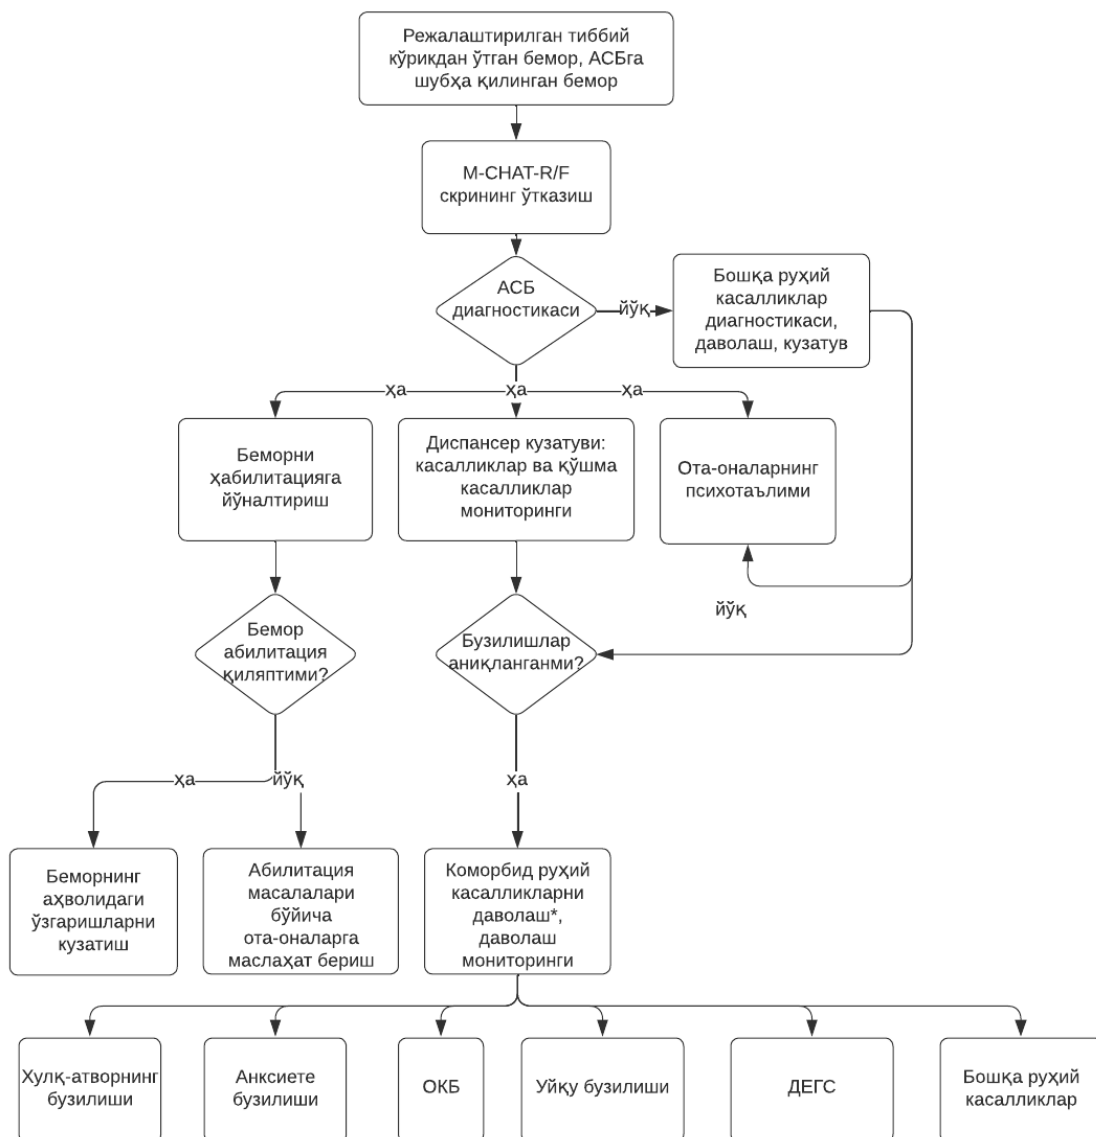 Режалаштирилган тиббий
кўрикдан ўтган бемор, АСБга
шубҳа қилинган бемор
M-CHAT-R/F
скрининг ўтказиш
АСБ
диагностикаси
йўқ
Бошқа руҳий
касалликлар
диагностикаси,
даволаш, кузатув
ҳа
ҳа
ҳа
Беморни
ҳабилитацияга
йўналтириш
Диспансер кузатуви:
касалликлар ва қўшма
касалликлар
мониторинги
Ота-оналарнинг
психотаълими
йўқ
Бемор
абилитация
қиляптими?
Бузилишлар
аниқланганми?
ҳа
йўқ
ҳа
Беморнинг
аҳволидаги
ўзгаришларни
кузатиш
Абилитация
масалалари
бўйича
ота-оналарга
маслаҳат бериш
Коморбид руҳий
касалликларни
даволаш*,
даволаш
мониторинги
Хулқ-атворнинг
бузилиши
Анксиете
бузилиши
ОКБ
Уйқу бузилиши
ДЕГС
Бошқа руҳий
касалликлар